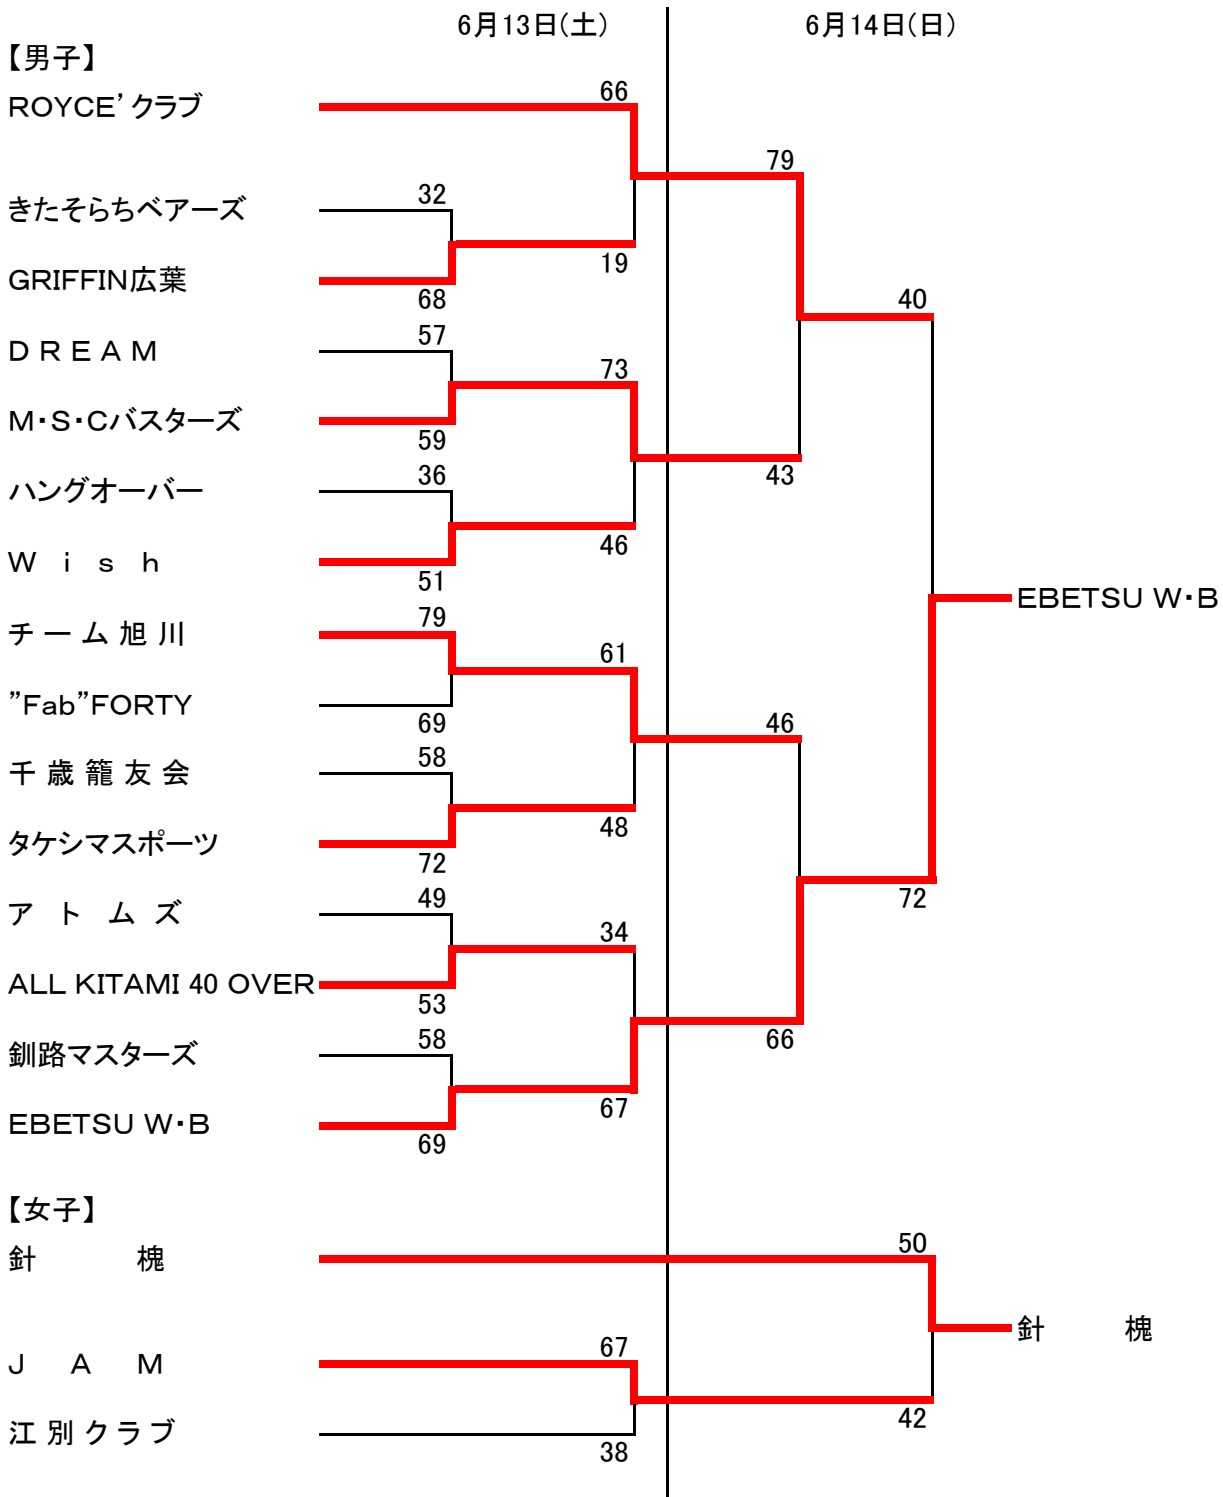 6月13日(土) 6月14日(日)
【男子】
66
ROYCE’クラブ
79
32
きたそらちベアーズ
19
GRIFFIN広葉
68
40
57
DREAM
73
M・S・Cバスターズ
59
36
43
ハングオーバー
46
Wish
51
EBETSU W・B
79
チーム旭川
61
”Fab”FORTY
69
46
58
千歳籠友会
48
タケシマスポーツ
72
49
72
アトムズ
34
ALL KITAMI 40 OVER
53
58
66
釧路マスターズ
67
EBETSU W・B
69
【女子】
50
針槐
針槐
67
JAM
42
江別クラブ
38